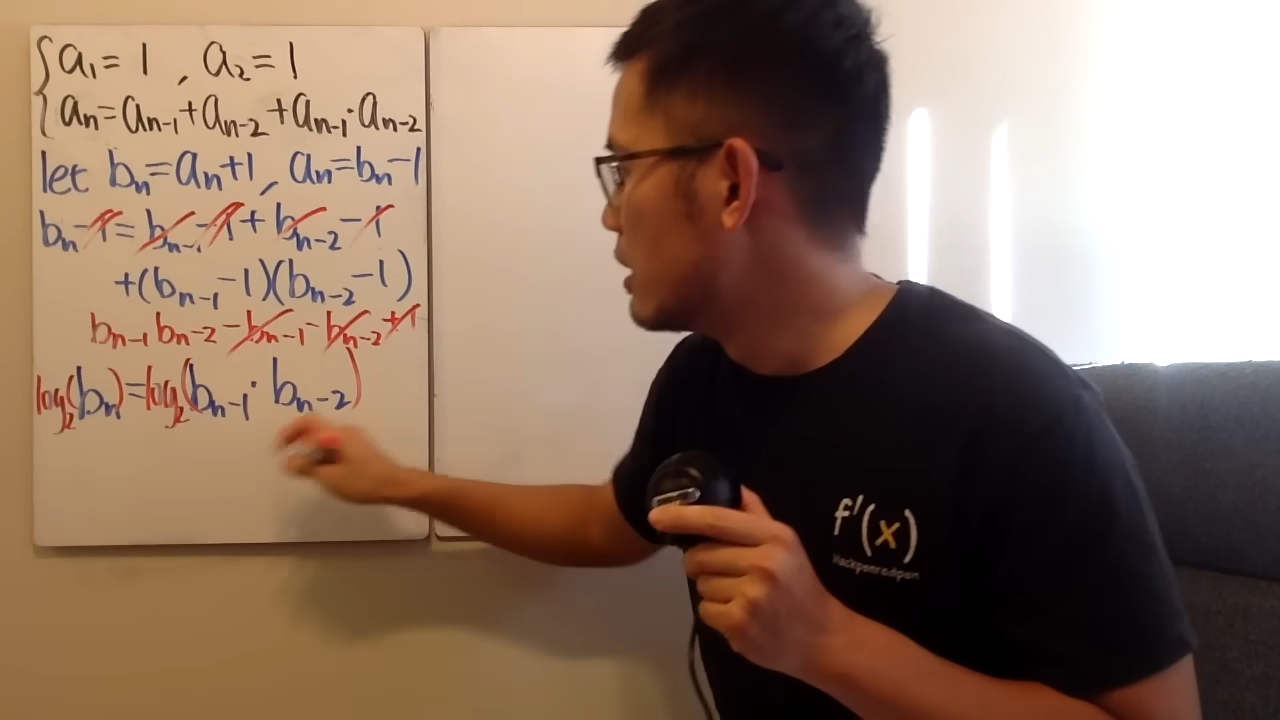 a₁ = 1 , a₂ = 1
aₙ = aₙ₋₁ + aₙ₋₂ + aₙ₋₁ · aₙ₋₂
let bₙ = aₙ + 1 , aₙ = bₙ − 1
bₙ − 1 = bₙ₋₁ − 1 + bₙ₋₂ − 1
+ (bₙ₋₁ − 1)(bₙ₋₂ − 1)
bₙ₋₁ bₙ₋₂ − bₙ₋₁ − bₙ₋₂ + 1
log₂(bₙ) = log₂(bₙ₋₁ · bₙ₋₂)
f'(x)
blackpenredpen